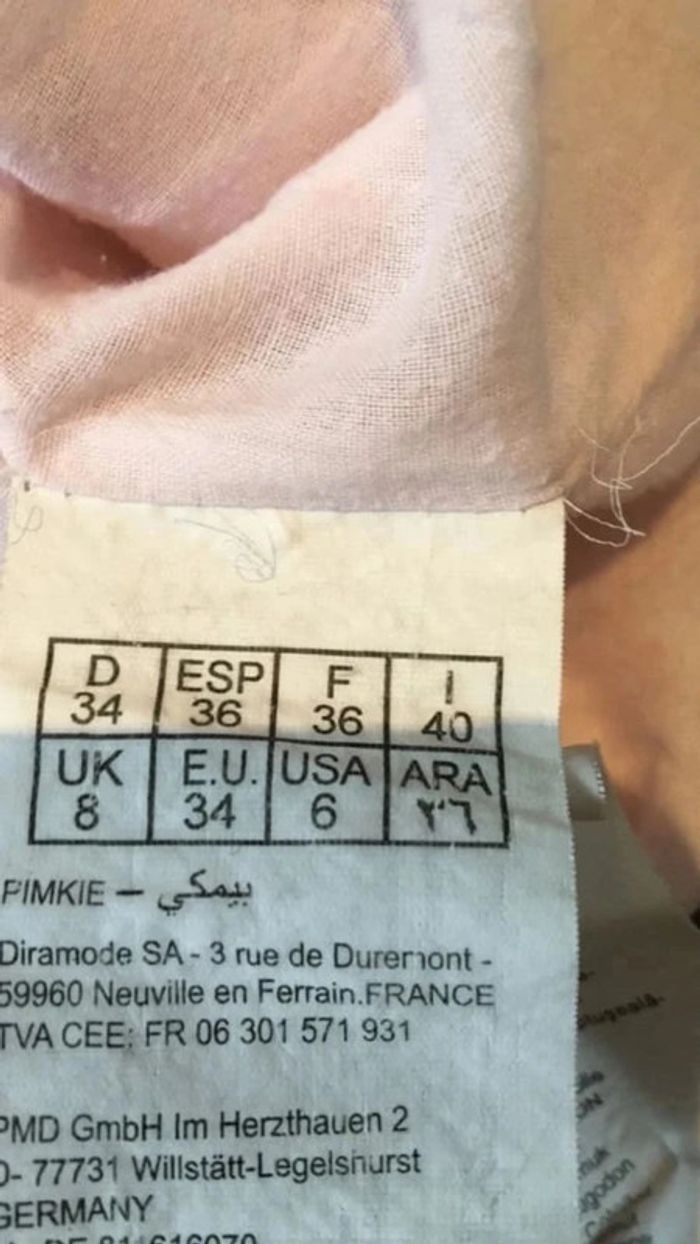 D ESP F I
34 36 36 40
UK E.U. USA ARA
8 34 6 ٣٦
PIMKIE – بيمكي
Diramode SA - 3 rue de Duremont -
59960 Neuville en Ferrain.FRANCE
TVA CEE: FR 06 301 571 931
PMD GmbH Im Herzthauen 2
D- 77731 Willstätt-Legelshurst
GERMANY